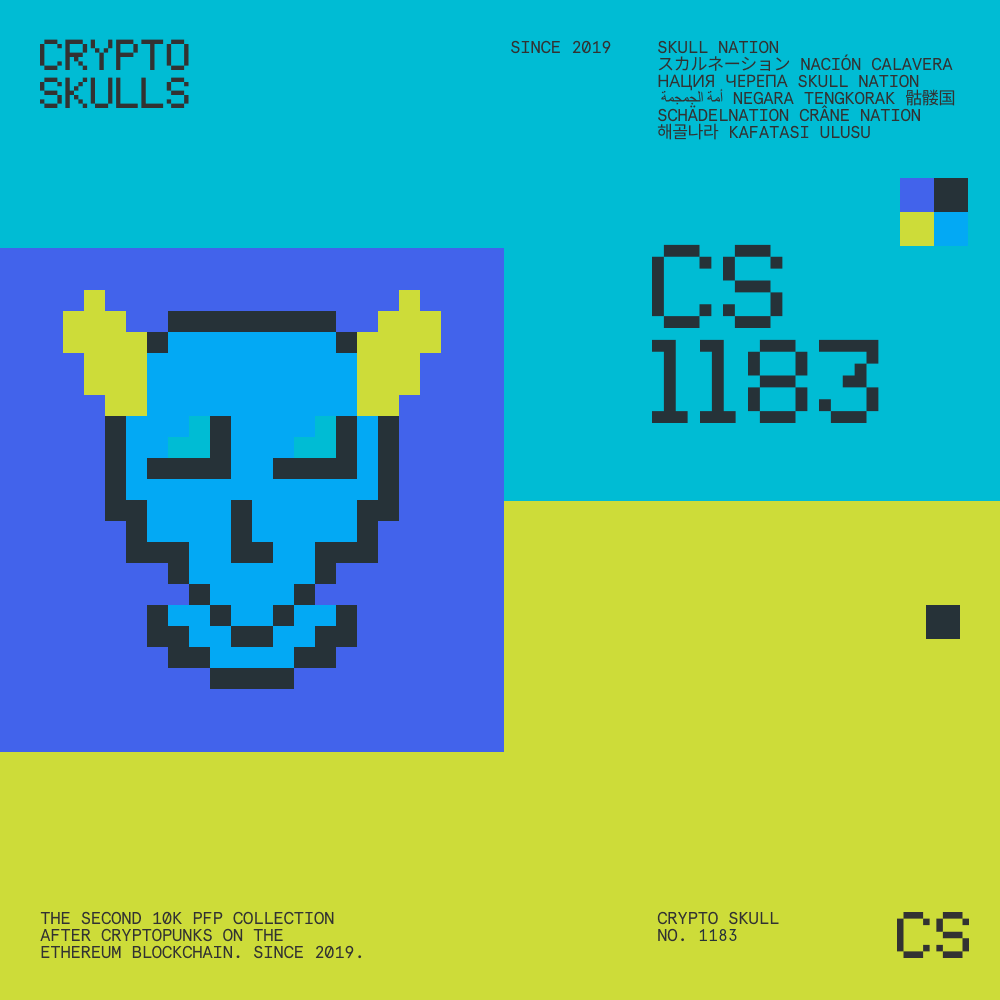 CRYPTO
SKULLS
SINCE 2019
SKULL NATION
スカルネーション NACIÓN CALAVERA
НАЦИЯ ЧЕРЕПА SKULL NATION
أمة الجمجمة NEGARA TENGKORAK 骷髅国
SCHÄDELNATION CRÂNE NATION
해골나라 KAFATASI ULUSU
CS
1183
THE SECOND 10K PFP COLLECTION
AFTER CRYPTOPUNKS ON THE
ETHEREUM BLOCKCHAIN. SINCE 2019.
CRYPTO SKULL
NO. 1183
CS